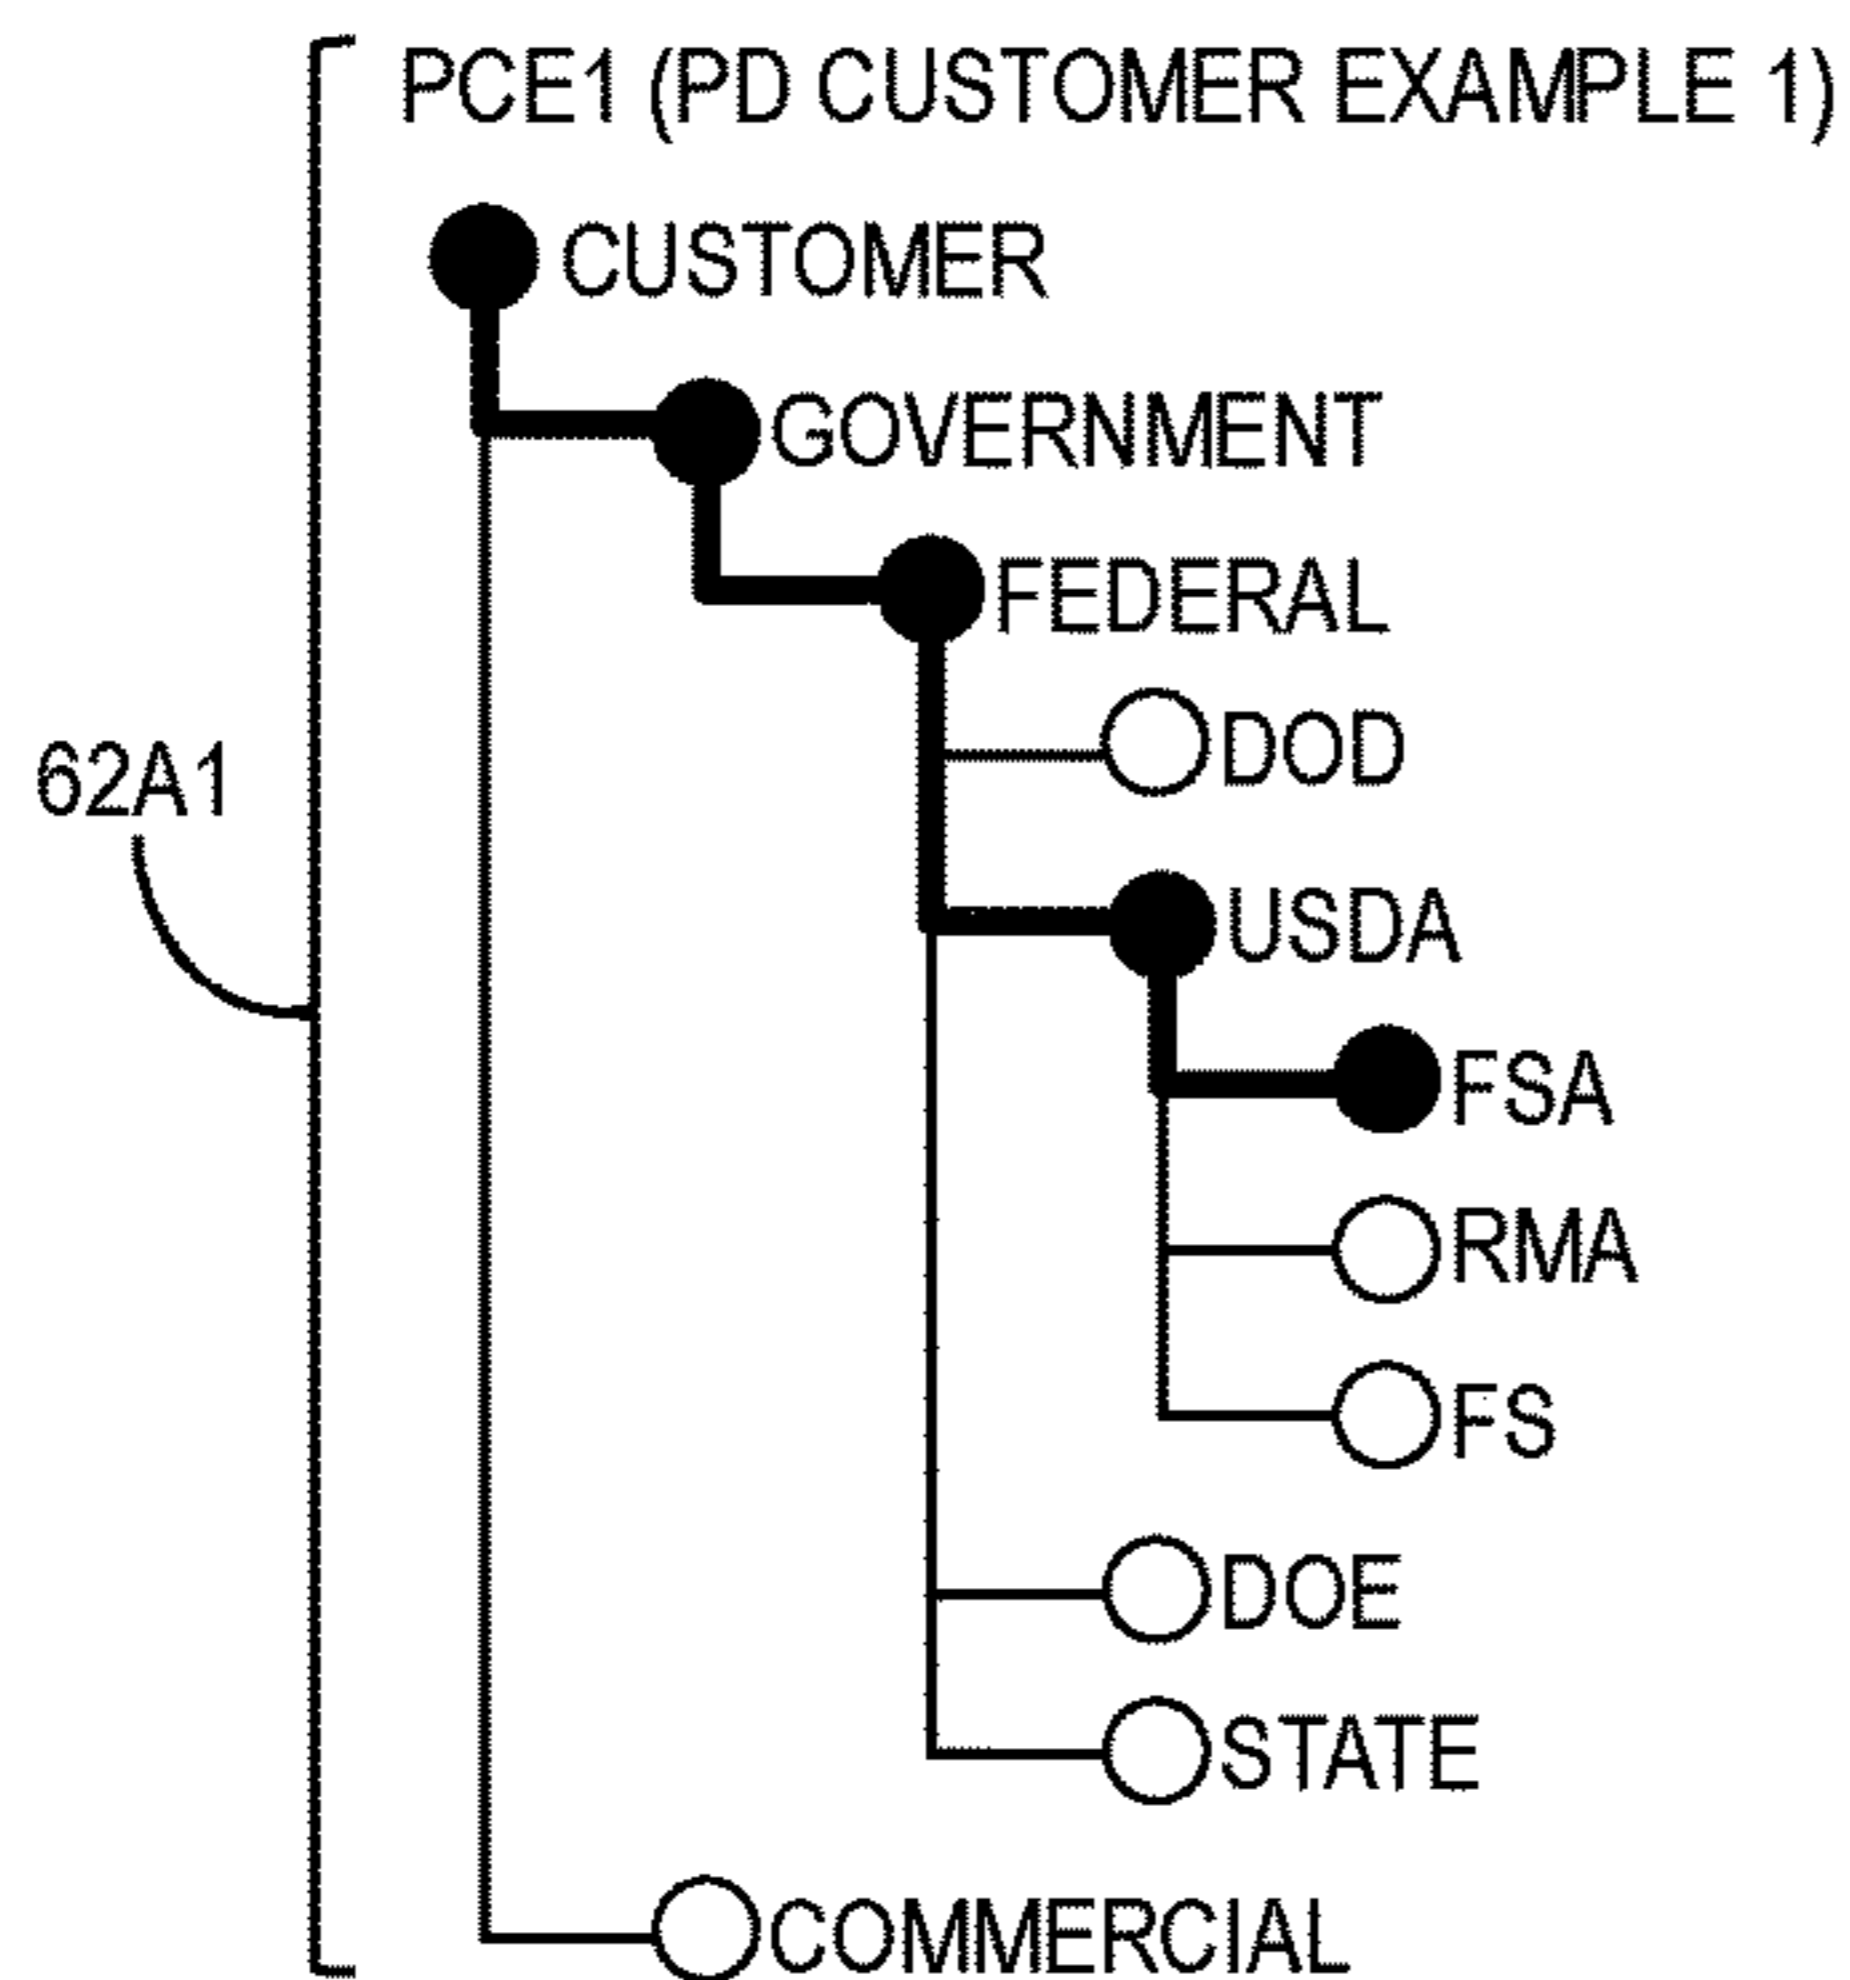 PCE1 (PD CUSTOMER EXAMPLE 1)
CUSTOMER
GOVERNMENT
FEDERAL
DOD
62A1
USDA
FSA
RMA
FS
DOE
STATE
COMMERCIAL